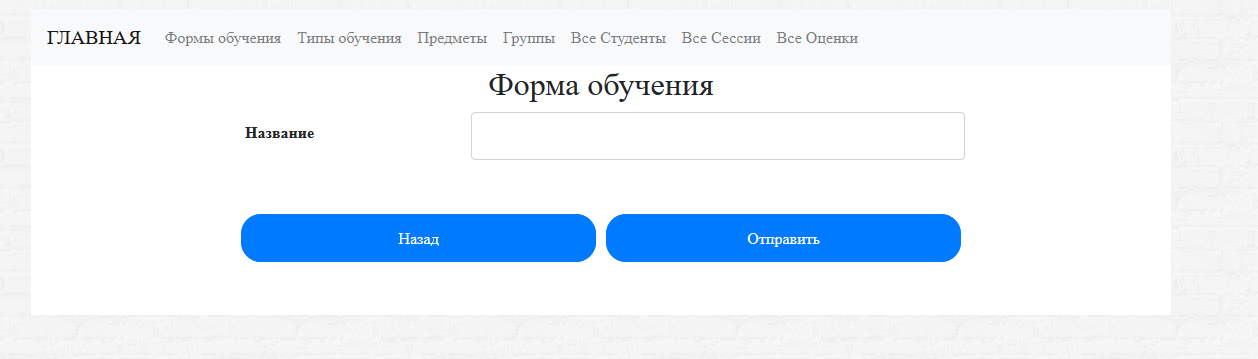 ГЛАВНАЯ Формы обучения Типы обучения Предметы Группы Все Студенты Все Сессии Все Оценки
Форма обучения
Название
Назад Отправить